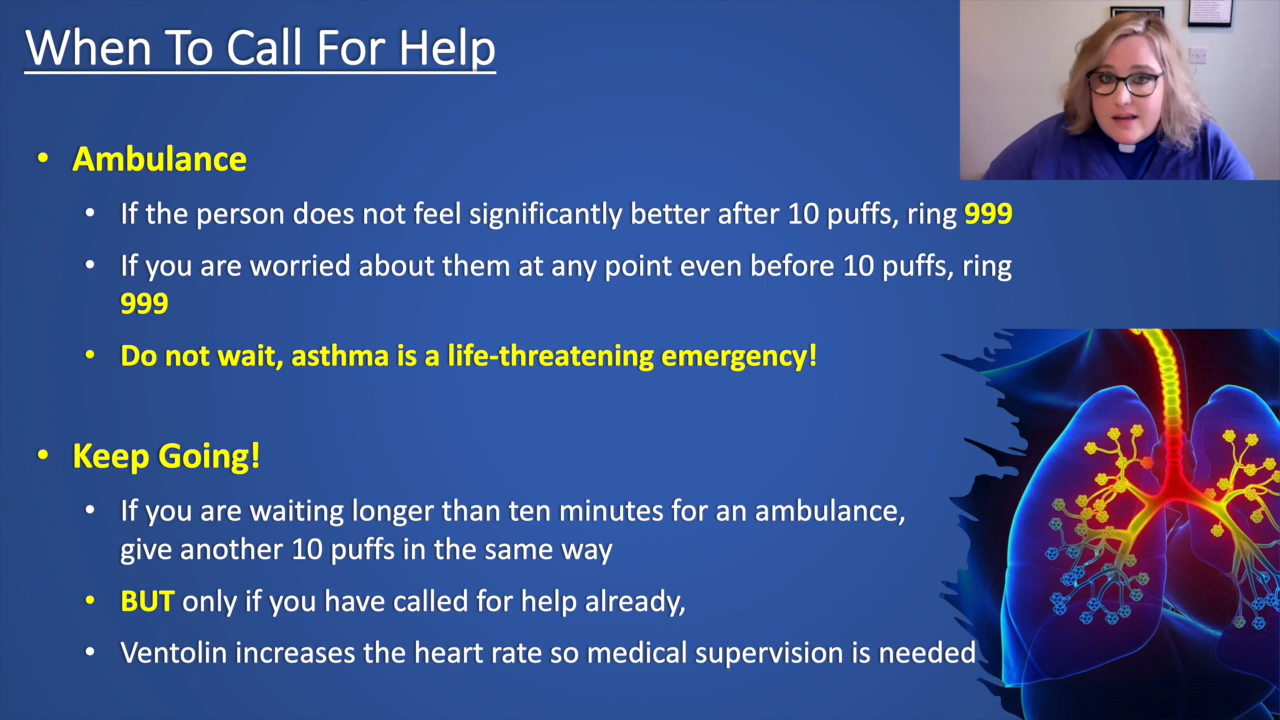 When To Call For Help
• Ambulance
• If the person does not feel significantly better after 10 puffs, ring 999
• If you are worried about them at any point even before 10 puffs, ring
999
• Do not wait, asthma is a life-threatening emergency!
• Keep Going!
• If you are waiting longer than ten minutes for an ambulance,
give another 10 puffs in the same way
• BUT only if you have called for help already,
• Ventolin increases the heart rate so medical supervision is needed